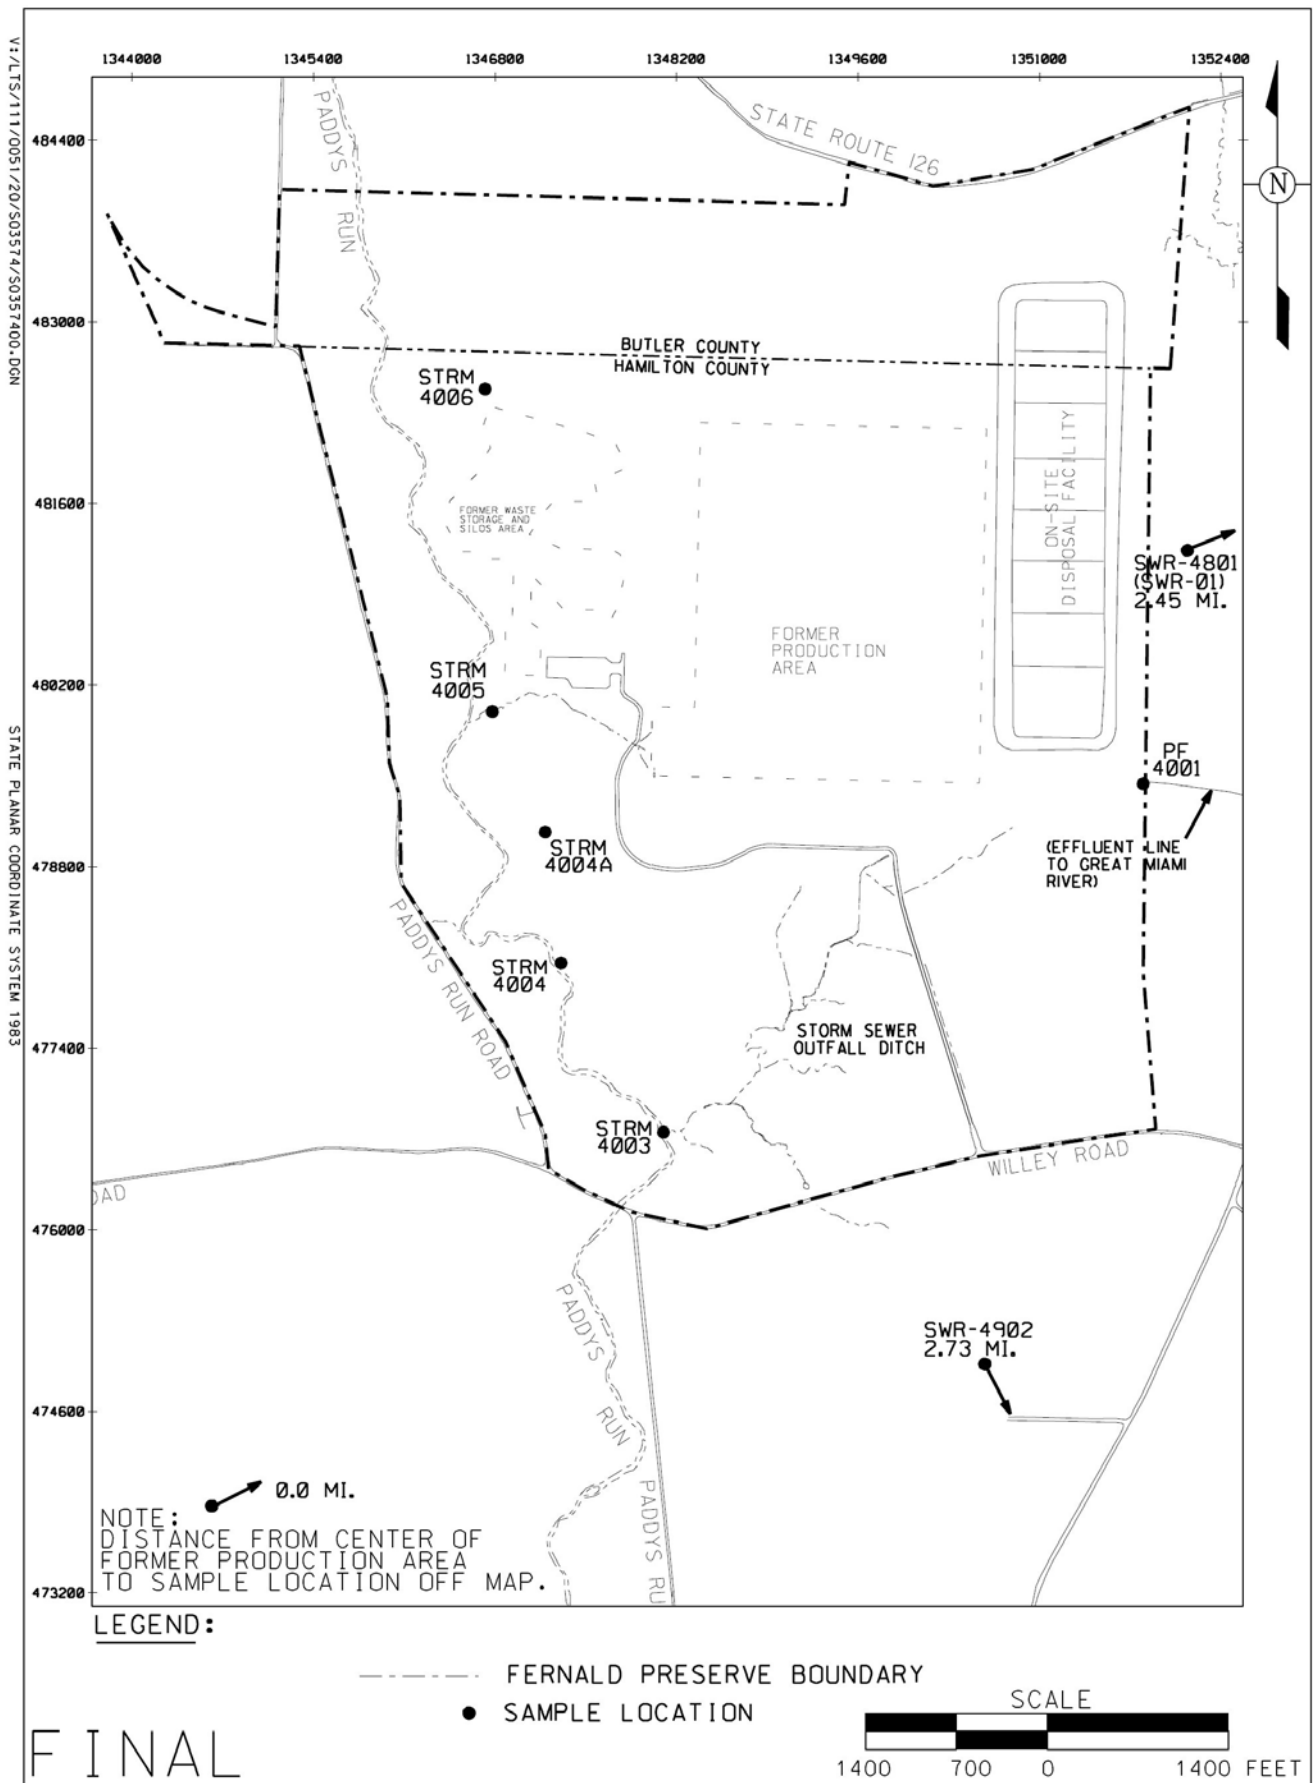 1344000
1345400
1346800
1348200
1349600
1351000
1352400
V:/LTS/111/0051/20/S03574/S0357400.DGN
STATE PLANAR COORDINATE SYSTEM 1983
484400
483000
481600
480200
478800
477400
476000
474600
473200
N
PADDYS
RUN
STATE ROUTE 126
BUTLER COUNTY
HAMILTON COUNTY
STRM
4006
FORMER WASTE
STORAGE AND
SILOS AREA
ON-SITE
DISPOSAL FACILITY
SWR-4801
(SWR-01)
2.45 MI.
FORMER
PRODUCTION
AREA
STRM
4005
PF
4001
STRM
4004A
(EFFLUENT LINE
TO GREAT MIAMI
RIVER)
PADDYS RUN ROAD
STRM
4004
STORM SEWER
OUTFALL DITCH
STRM
4003
WILLEY ROAD
OAD
PADDYS
RUN
SWR-4902
2.73 MI.
PADDYS RU
0.0 MI.
NOTE:
DISTANCE FROM CENTER OF
FORMER PRODUCTION AREA
TO SAMPLE LOCATION OFF MAP.
LEGEND:
FERNALD PRESERVE BOUNDARY
SAMPLE LOCATION
SCALE
1400 700 0 1400 FEET
FINAL